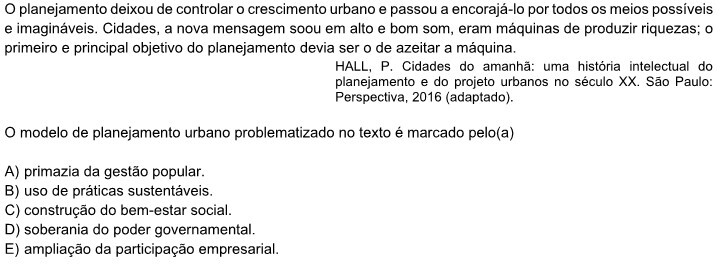 O planejamento deixou de controlar o crescimento urbano e passou a encorajá-lo por todos os meios possíveis
e imagináveis. Cidades, a nova mensagem soou em alto e bom som, eram máquinas de produzir riquezas; o
primeiro e principal objetivo do planejamento devia ser o de azeitar a máquina.
HALL, P. Cidades do amanhã: uma história intelectual do
planejamento e do projeto urbanos no século XX. São Paulo:
Perspectiva, 2016 (adaptado).
O modelo de planejamento urbano problematizado no texto é marcado pelo(a)
A) primazia da gestão popular.
B) uso de práticas sustentáveis.
C) construção do bem-estar social.
D) soberania do poder governamental.
E) ampliação da participação empresarial.